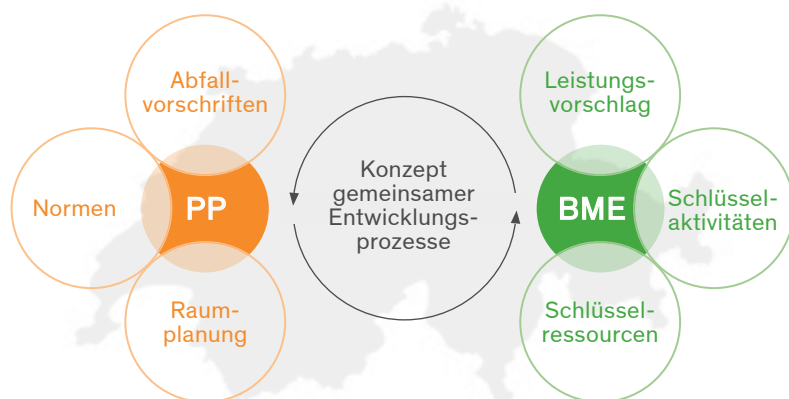 Abfall-
vorschriften
Normen
PP
Raum-
planung
Konzept
gemeinsamer
Entwicklungs-
prozesse
Leistungs-
vorschlag
BME
Schlüssel-
aktivitäten
Schlüssel-
ressourcen